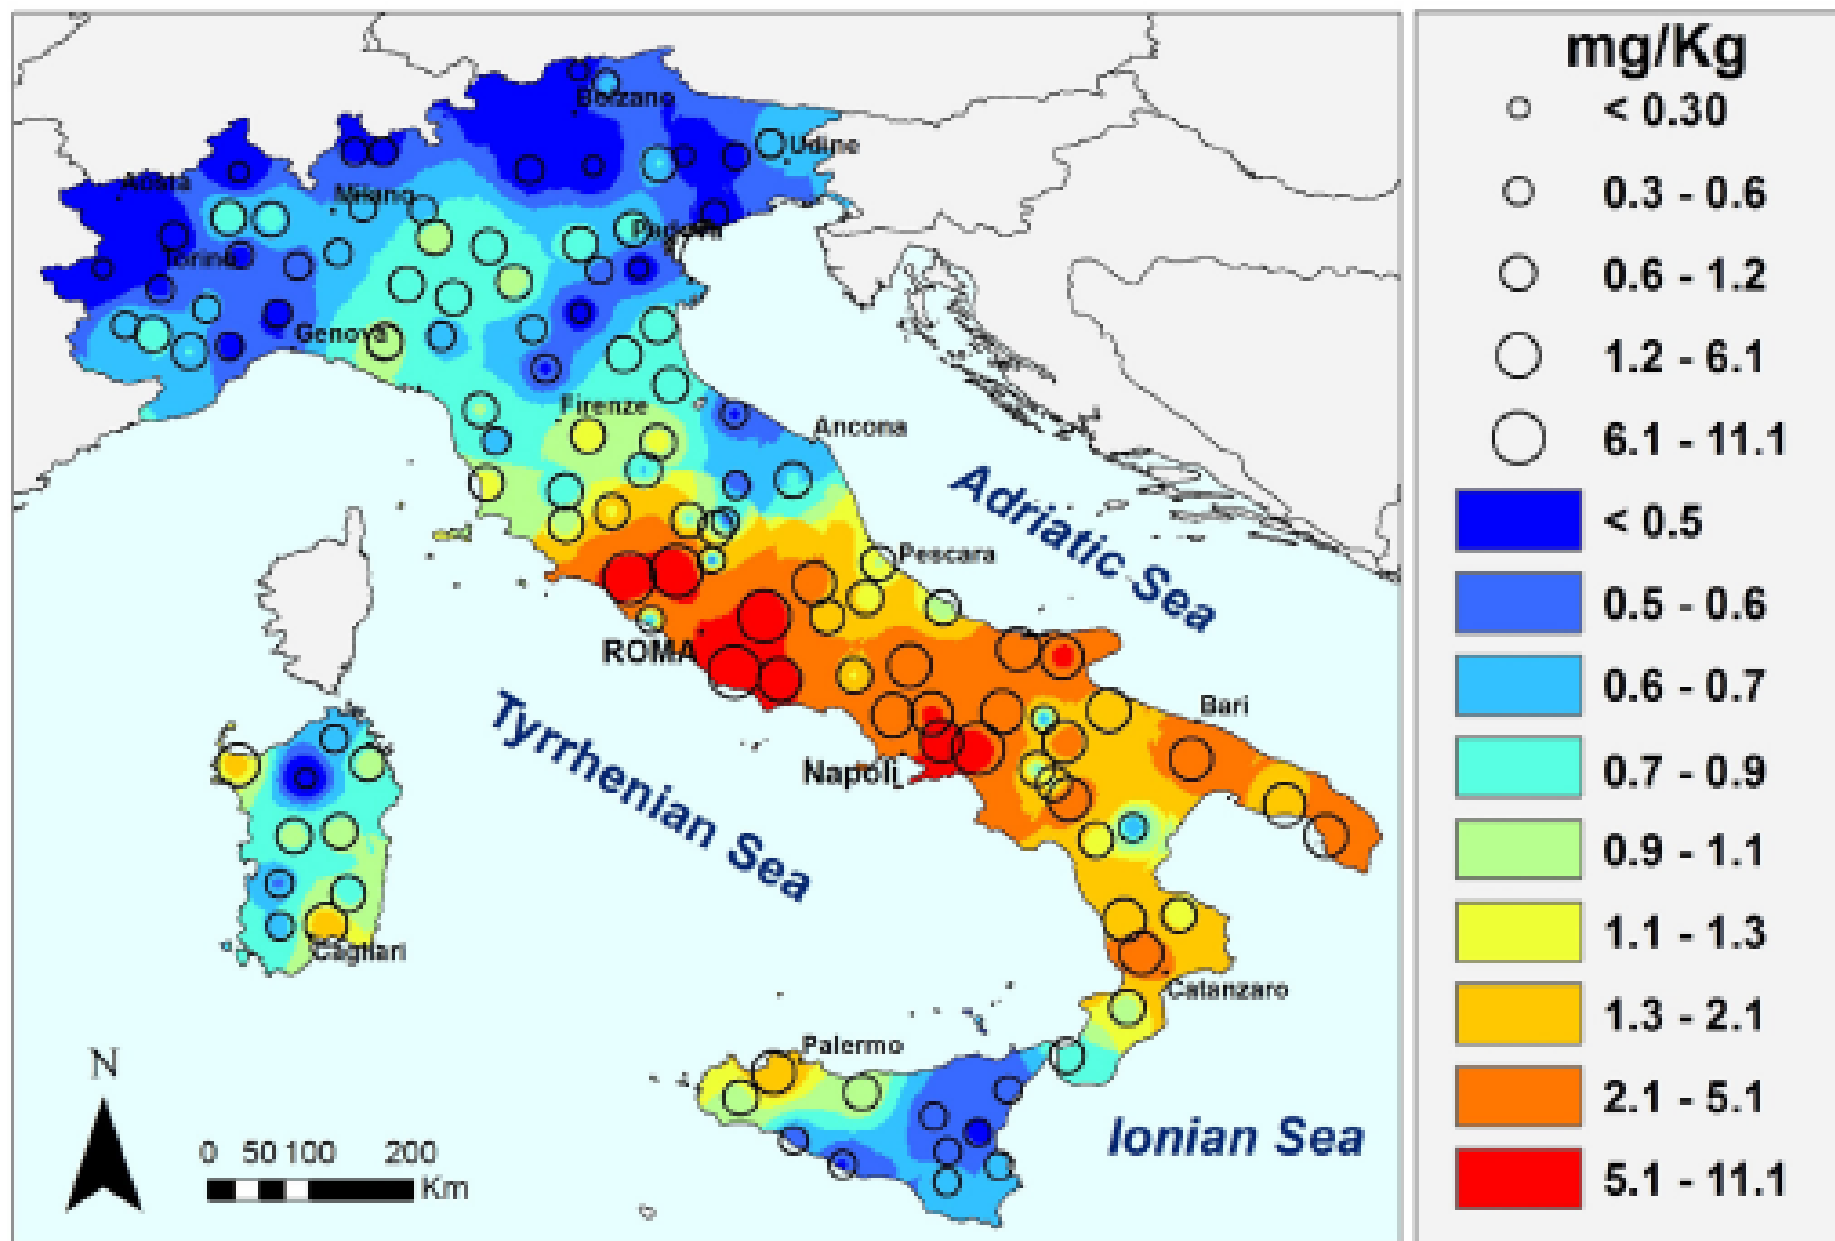 Bolzano
Udine
Aosta
Milano
Padova
Torino
Genova
Firenze
Ancona
Adriatic Sea
Pescara
ROMA
Tyrrhenian Sea
Bari
Napoli
Cagliari
Catanzaro
Palermo
Ionian Sea
N
0 50 100 200
Km
mg/Kg
< 0.30
0.3 - 0.6
0.6 - 1.2
1.2 - 6.1
6.1 - 11.1
< 0.5
0.5 - 0.6
0.6 - 0.7
0.7 - 0.9
0.9 - 1.1
1.1 - 1.3
1.3 - 2.1
2.1 - 5.1
5.1 - 11.1